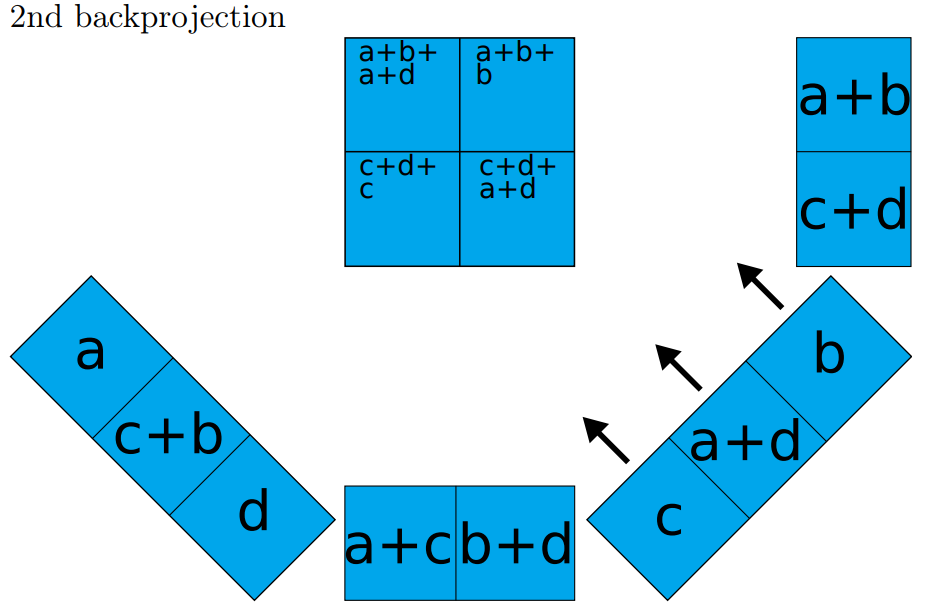 2nd backprojection
a+b+
a+d
a+b+
b
c+d+
c
c+d+
a+d
a+b
c+d
a
c+b
d
a+c
b+d
c
a+d
b